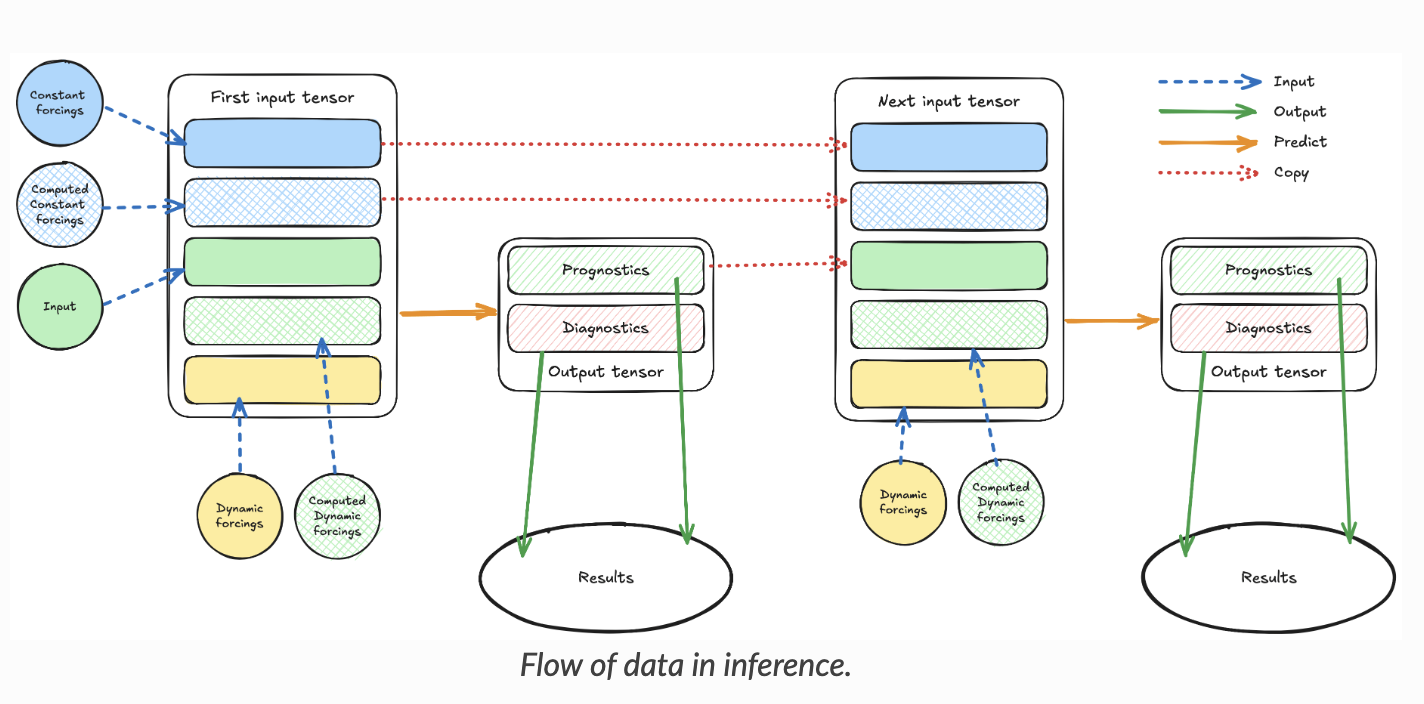 Constant
forcings
Computed
Constant
forcings
Input
First input tensor
Dynamic
forcings
Computed
Dynamic
forcings
Prognostics
Diagnostics
Output tensor
Results
Next input tensor
Dynamic
forcings
Computed
Dynamic
forcings
Input
Output
Predict
Copy
Prognostics
Diagnostics
Output tensor
Results
Flow of data in inference.